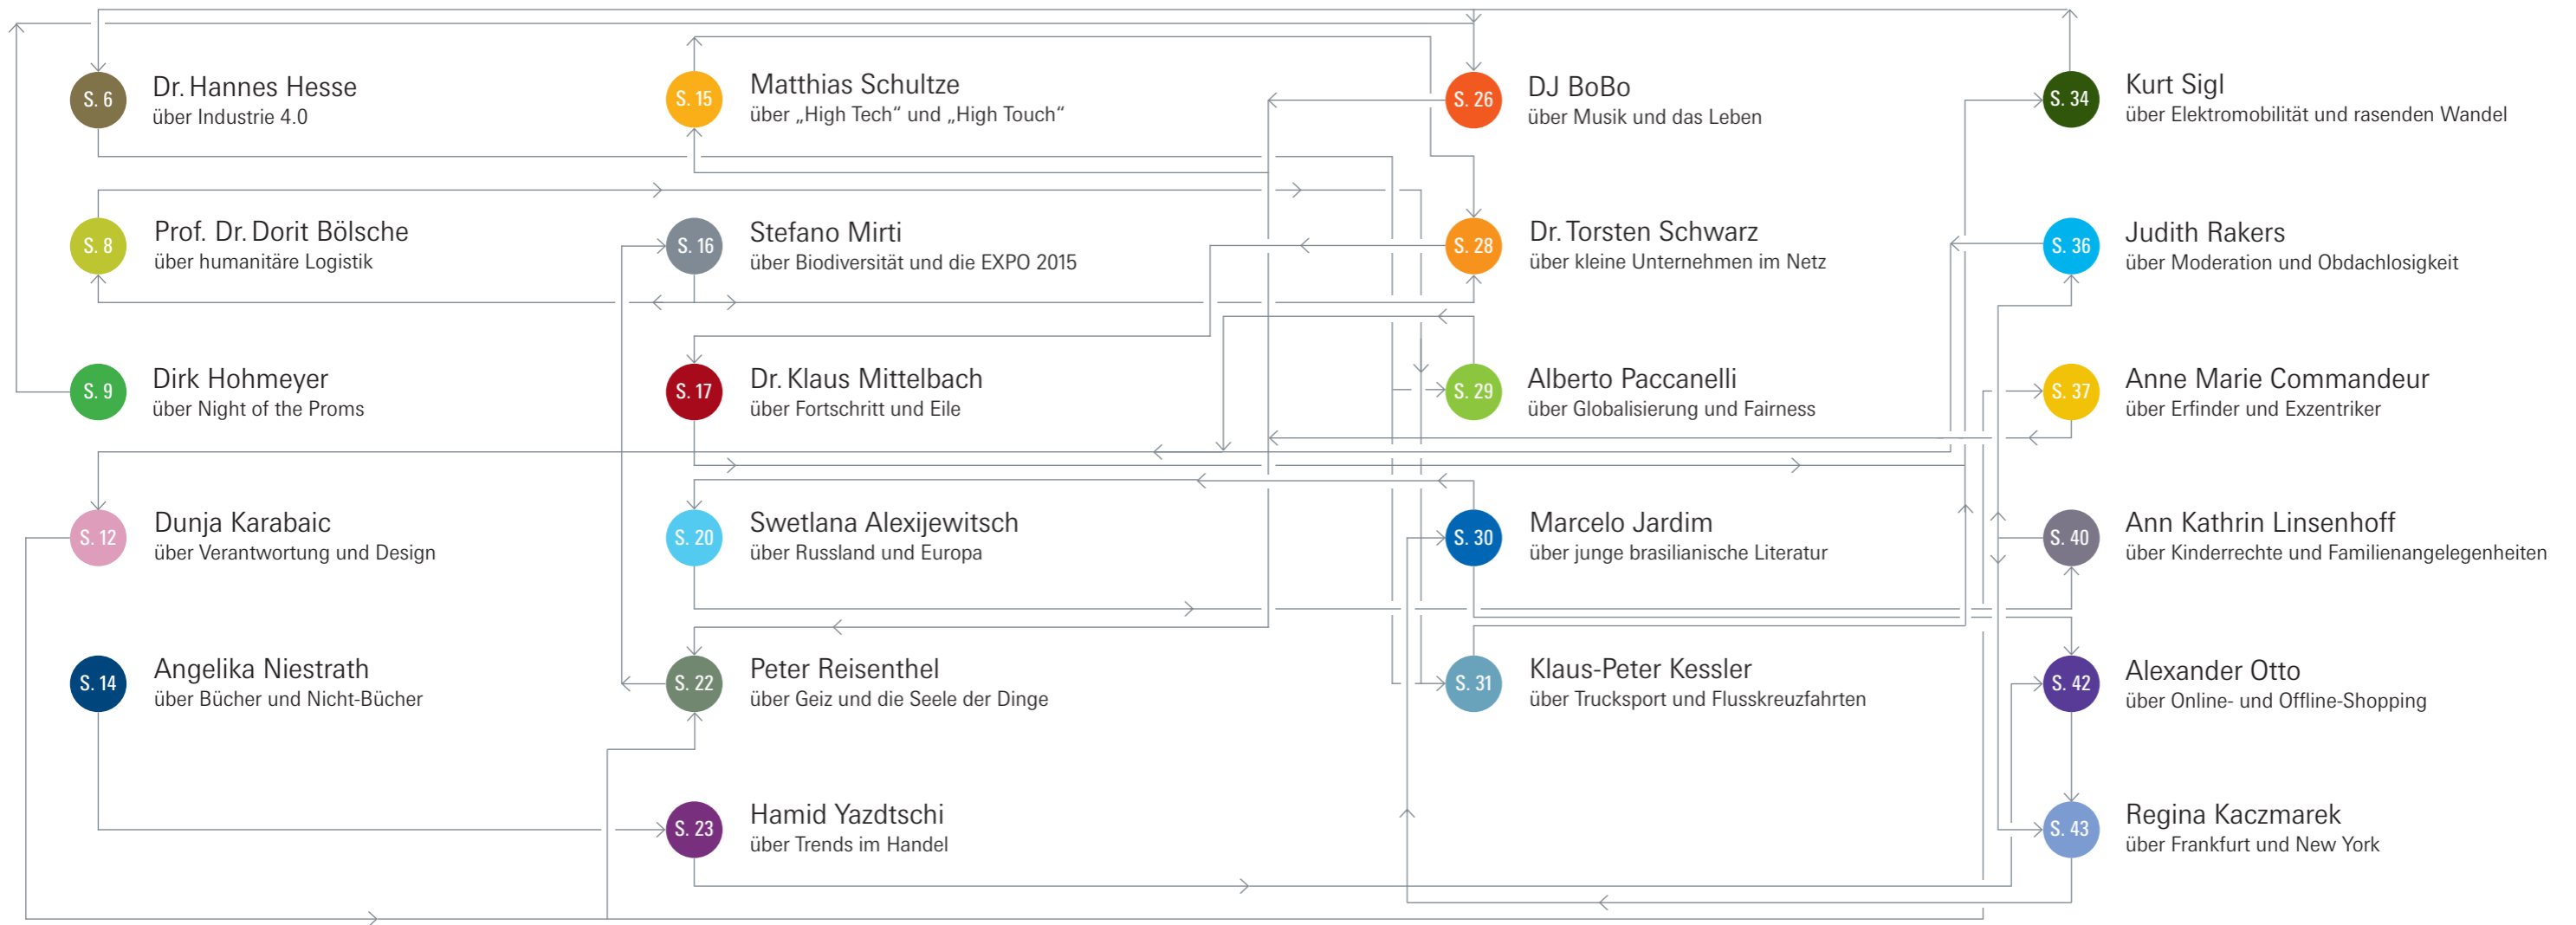 S. 6
Dr. Hannes Hesse
über Industrie 4.0
S. 15
Matthias Schultze
über „High Tech“ und „High Touch“
S. 26
DJ BoBo
über Musik und das Leben
S. 34
Kurt Sigl
über Elektromobilität und rasenden Wandel
S. 8
Prof. Dr. Dorit Bölsche
über humanitäre Logistik
S. 16
Stefano Mirti
über Biodiversität und die EXPO 2015
S. 28
Dr. Torsten Schwarz
über kleine Unternehmen im Netz
S. 36
Judith Rakers
über Moderation und Obdachlosigkeit
S. 9
Dirk Hohmeyer
über Night of the Proms
S. 17
Dr. Klaus Mittelbach
über Fortschritt und Eile
S. 29
Alberto Paccanelli
über Globalisierung und Fairness
S. 37
Anne Marie Commandeur
über Erfinder und Exzentriker
S. 12
Dunja Karabaic
über Verantwortung und Design
S. 20
Swetlana Alexijewitsch
über Russland und Europa
S. 30
Marcelo Jardim
über junge brasilianische Literatur
S. 40
Ann Kathrin Linsenhoff
über Kinderrechte und Familienangelegenheiten
S. 14
Angelika Niestrath
über Bücher und Nicht-Bücher
S. 22
Peter Reisenthel
über Geiz und die Seele der Dinge
S. 31
Klaus-Peter Kessler
über Trucksport und Flusskreuzfahrten
S. 42
Alexander Otto
über Online- und Offline-Shopping
S. 23
Hamid Yazdtschi
über Trends im Handel
S. 43
Regina Kaczmarek
über Frankfurt und New York